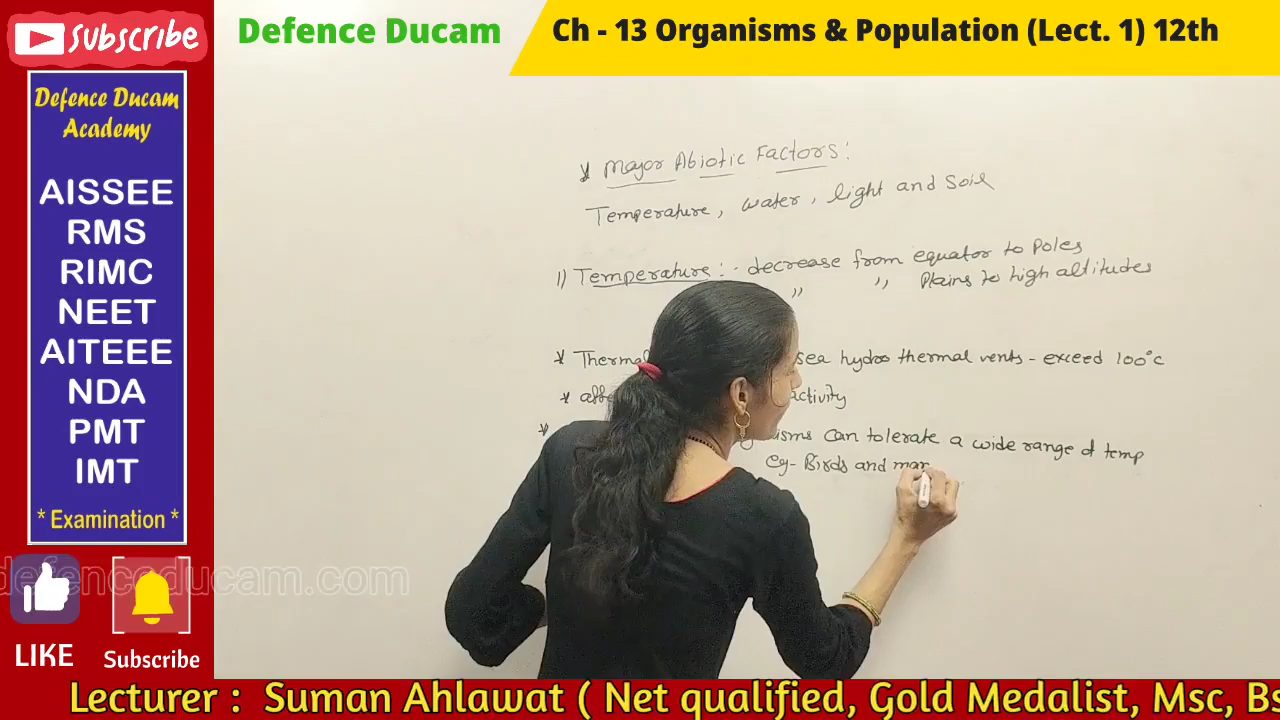 SUBSCRIBE
Defence Ducam
Ch - 13 Organisms & Population (Lect. 1) 12th
Defence Ducam
Academy
AISSEE
RMS
RIMC
NEET
AITEEE
NDA
PMT
IMT
* Examination *
defenceducam.com
LIKE
Subscribe
* Major Abiotic Factors:
Temperature, water, light and Soil
1) Temperature: · decrease from equator to Poles
,, ,, Plains to high altitudes
* Thermal sea hydro thermal vents - exceed 100°c
* activity
* can tolerate a wide range of temp
eg - Birds and mam
Lecturer : Suman Ahlawat ( Net qualified, Gold Medalist, Msc, Bs